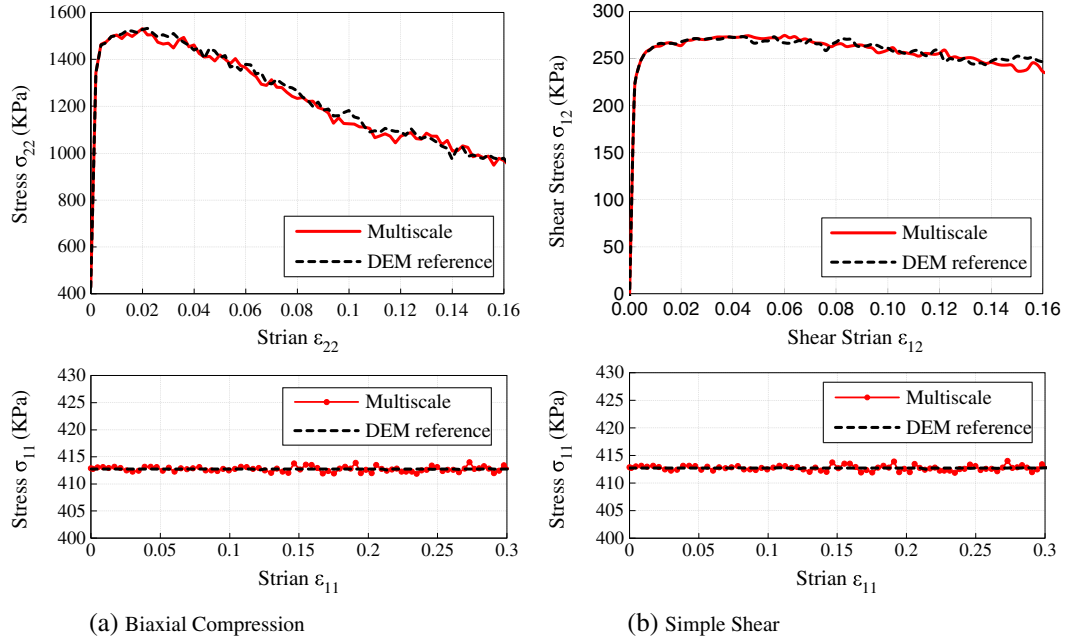 1600
1400
1200
1000
800
600
400
Stress σ22 (KPa)
Multiscale
DEM reference
0 0.02 0.04 0.06 0.08 0.1 0.12 0.14 0.16
Strian ε22
300
250
200
150
100
50
0
Shear Stress σ12 (KPa)
Multiscale
DEM reference
0.00 0.02 0.04 0.06 0.08 0.10 0.12 0.14 0.16
Shear Strian ε12
430
425
420
415
410
405
400
Stress σ11 (KPa)
Multiscale
DEM reference
0 0.05 0.1 0.15 0.2 0.25 0.3
Strian ε11
430
425
420
415
410
405
400
Stress σ11 (KPa)
Multiscale
DEM reference
0 0.05 0.1 0.15 0.2 0.25 0.3
Strian ε11
(a) Biaxial Compression
(b) Simple Shear